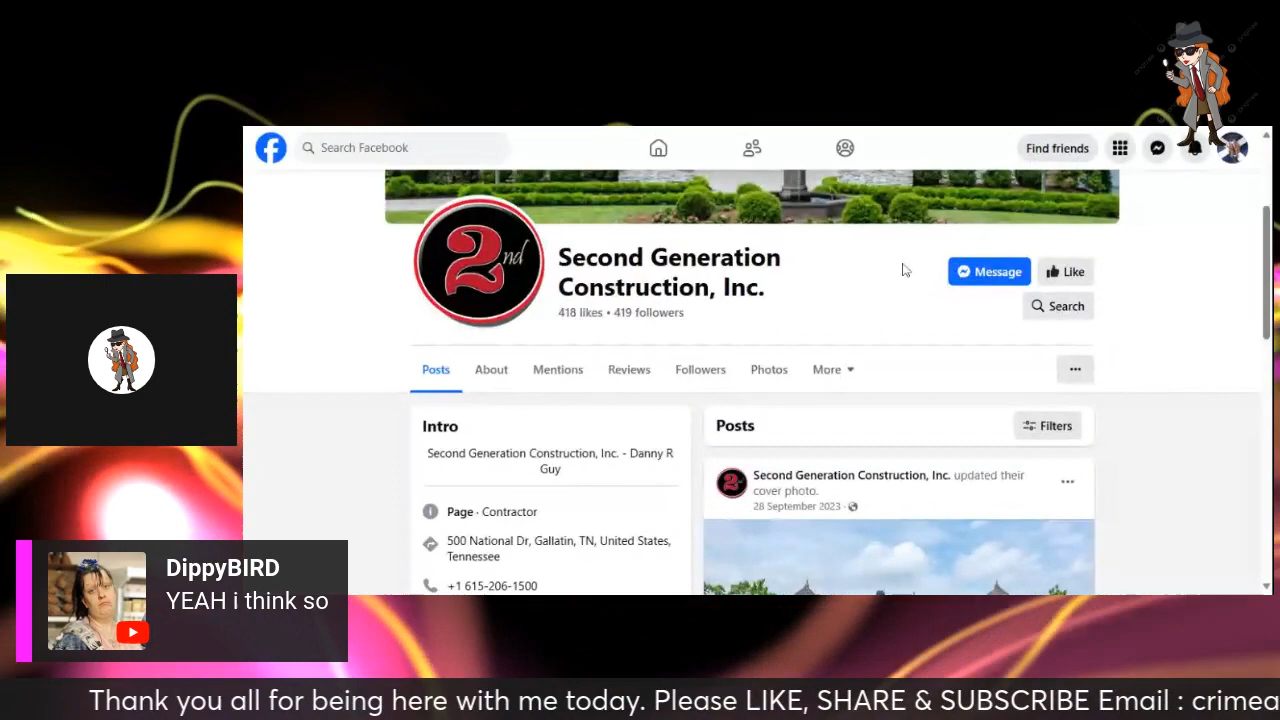 Search Facebook
Find friends
2nd
Second Generation
Construction, Inc.
418 likes • 419 followers
Message
Like
Search
Posts
About
Mentions
Reviews
Followers
Photos
More
Intro
Second Generation Construction, Inc. - Danny R
Guy
Page · Contractor
500 National Dr, Gallatin, TN, United States,
Tennessee
+1 615-206-1500
Posts
Filters
Second Generation Construction, Inc. updated their
cover photo.
28 September 2023 ·
DippyBIRD
YEAH i think so
Thank you all for being here with me today. Please LIKE, SHARE & SUBSCRIBE Email : crimea